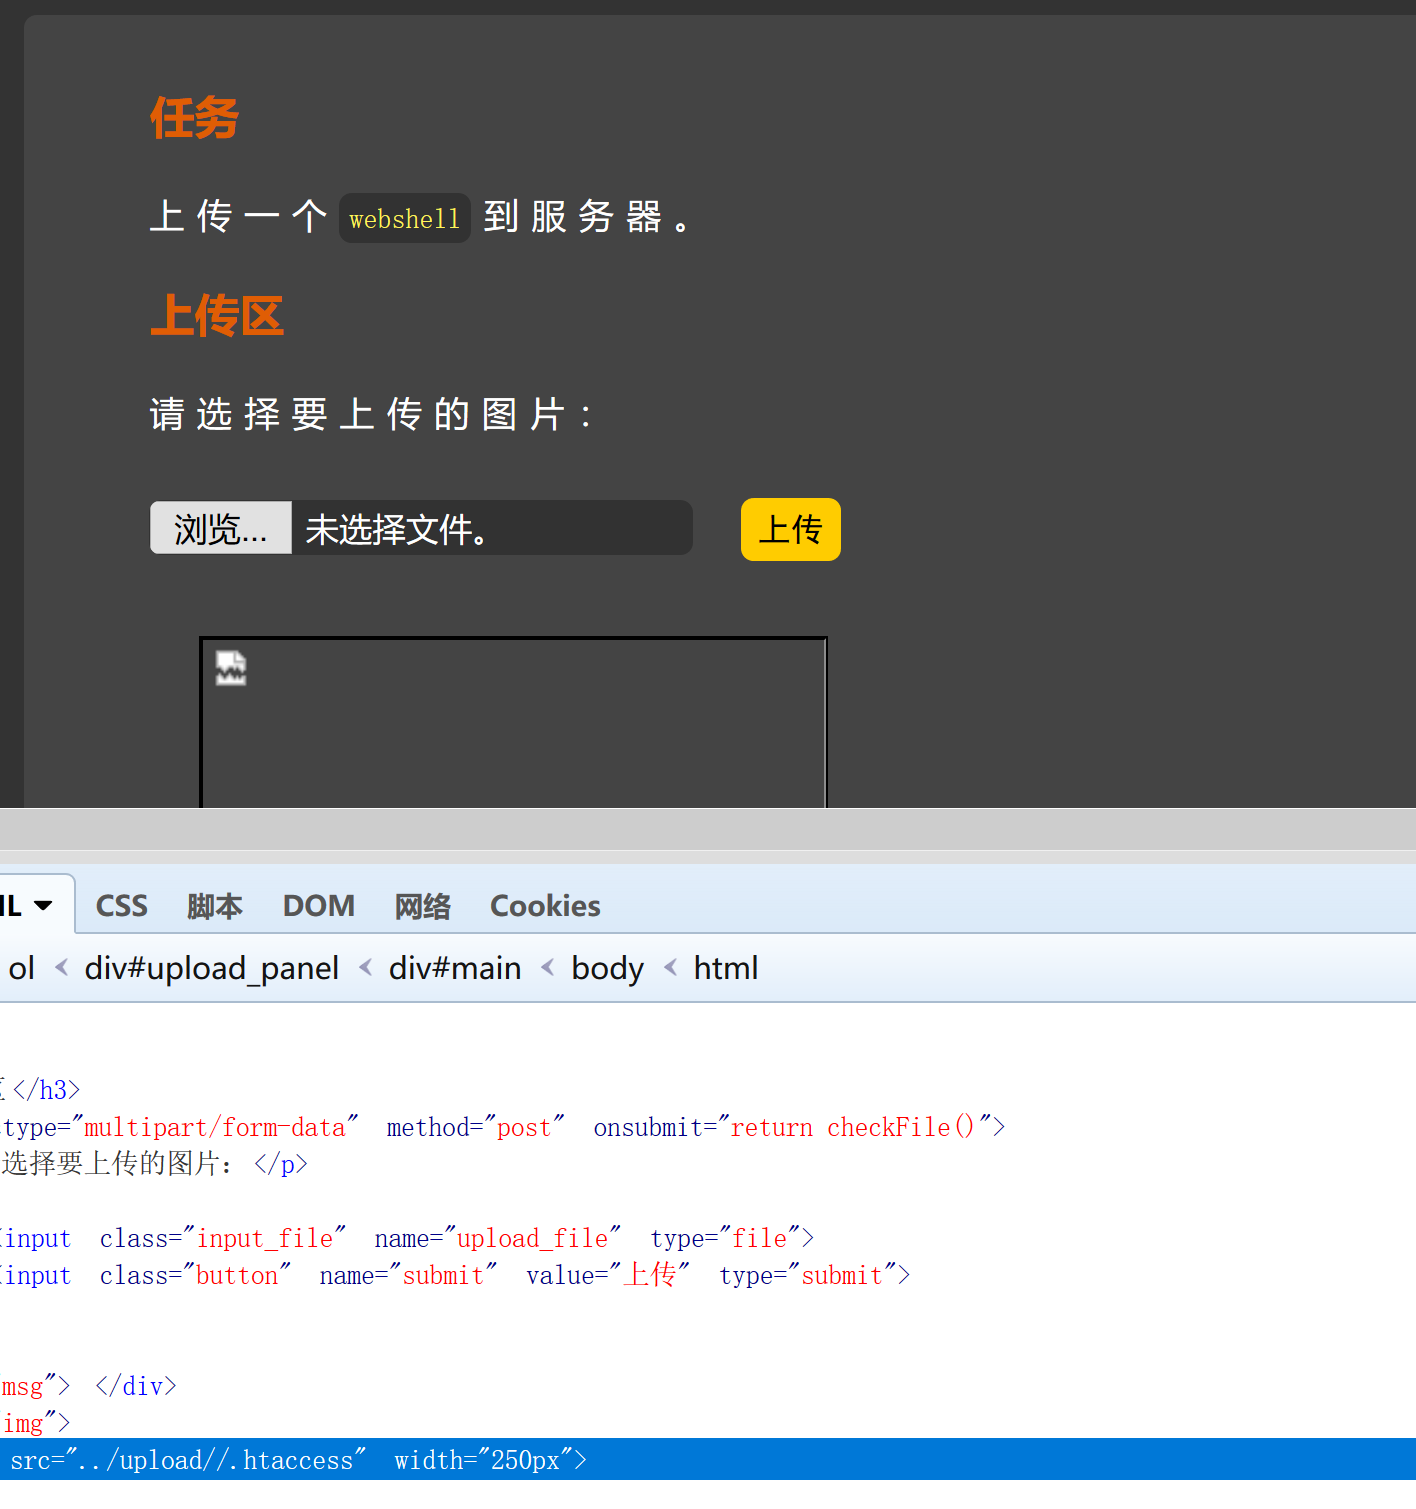 任务
上传一个 webshell 到服务器。
上传区
请选择要上传的图片：
浏览... 未选择文件。 上传
CSS 脚本 DOM 网络 Cookies
ol div#upload_panel div#main body html
</h3>
type="multipart/form-data" method="post" onsubmit="return checkFile()">
选择要上传的图片：</p>
input class="input_file" name="upload_file" type="file">
input class="button" name="submit" value="上传" type="submit">
msg"> </div>
img">
src="../upload//.htaccess" width="250px">